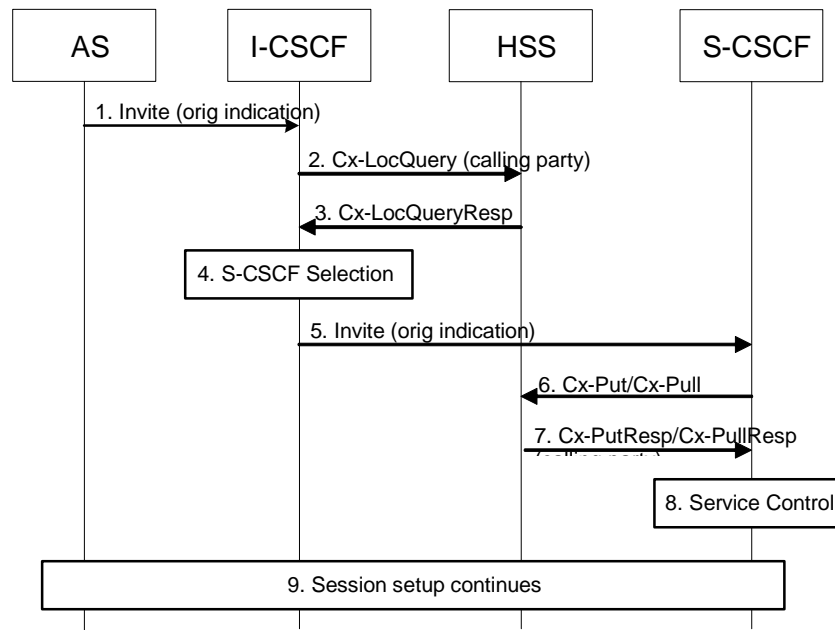 AS
I-CSCF
HSS
S-CSCF
1. Invite (orig indication)
2. Cx-LocQuery (calling party)
3. Cx-LocQueryResp
4. S-CSCF Selection
5. Invite (orig indication)
6. Cx-Put/Cx-Pull
7. Cx-PutResp/Cx-PullResp
(calling party)
8. Service Control
9. Session setup continues